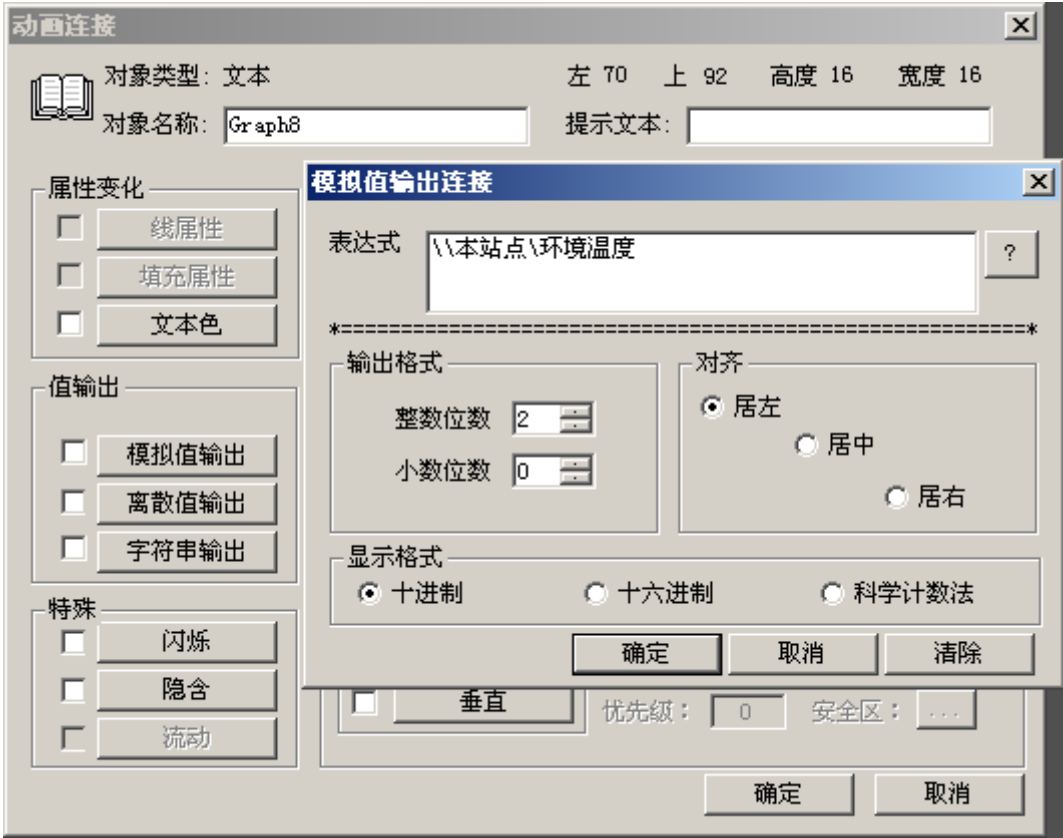 动画连接
对象类型: 文本 左 70 上 92 高度 16 宽度 16
对象名称: Graph8 提示文本:
属性变化
线属性
填充属性
文本色
值输出
模拟值输出
离散值输出
字符串输出
特殊
闪烁
隐含
流动
模拟值输出连接
表达式 \\本站点\环境温度 ?
*=========================================================*
输出格式
整数位数 2
小数位数 0
对齐
居左
居中
居右
显示格式
十进制 十六进制 科学计数法
确定 取消 清除
垂直 优先级: 0 安全区: ...
确定 取消